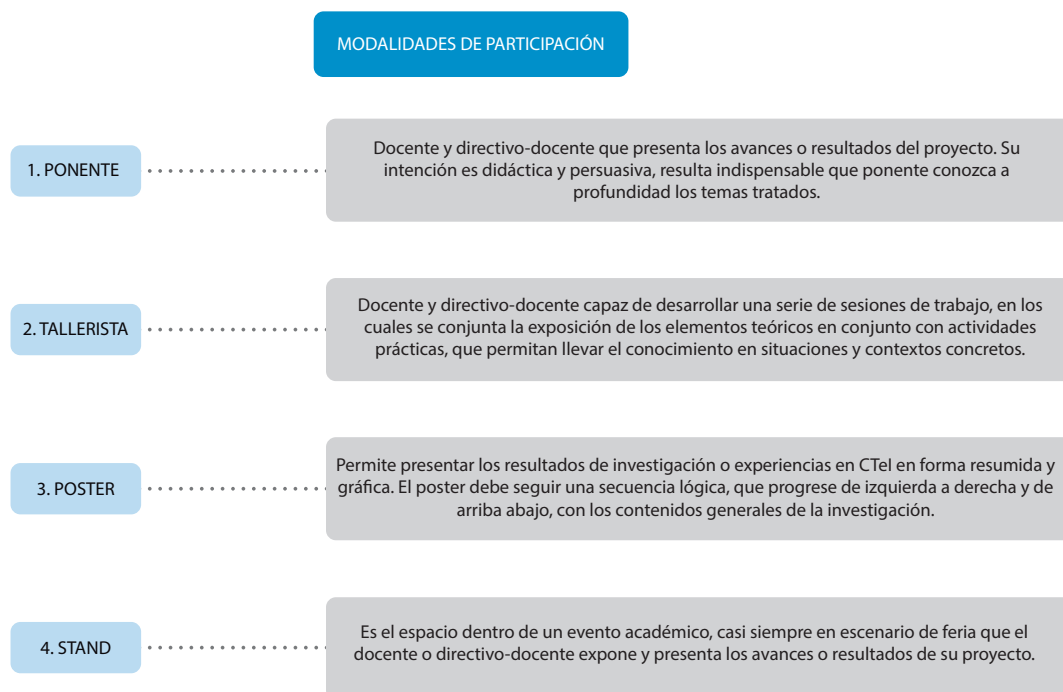 MODALIDADES DE PARTICIPACIÓN
1. PONENTE
Docente y directivo-docente que presenta los avances o resultados del proyecto. Su
intención es didáctica y persuasiva, resulta indispensable que ponente conozca a
profundidad los temas tratados.
2. TALLERISTA
Docente y directivo-docente capaz de desarrollar una serie de sesiones de trabajo, en los
cuales se conjunta la exposición de los elementos teóricos en conjunto con actividades
prácticas, que permitan llevar el conocimiento en situaciones y contextos concretos.
3. POSTER
Permite presentar los resultados de investigación o experiencias en CTeI en forma resumida y
gráfica. El poster debe seguir una secuencia lógica, que progrese de izquierda a derecha y de
arriba abajo, con los contenidos generales de la investigación.
4. STAND
Es el espacio dentro de un evento académico, casi siempre en escenario de feria que el
docente o directivo-docente expone y presenta los avances o resultados de su proyecto.